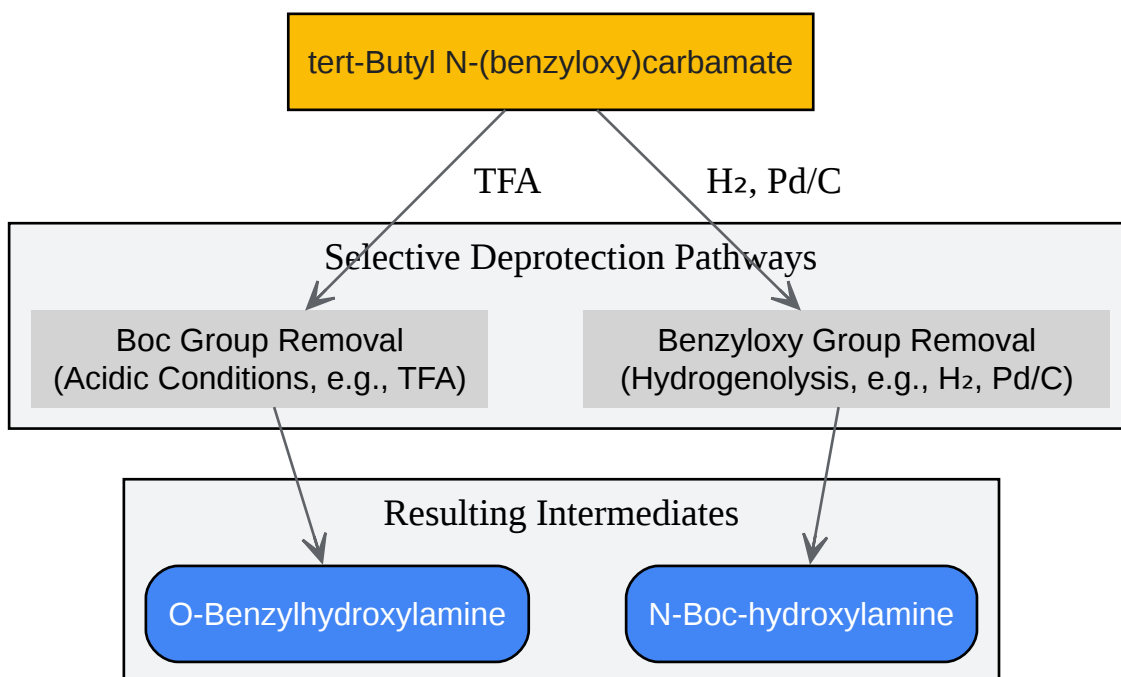 tert-Butyl N-(benzyloxy)carbamate
TFA
H₂, Pd/C
Selective Deprotection Pathways
Boc Group Removal
(Acidic Conditions, e.g., TFA)
Benzyloxy Group Removal
(Hydrogenolysis, e.g., H₂, Pd/C)
Resulting Intermediates
O-Benzylhydroxylamine
N-Boc-hydroxylamine